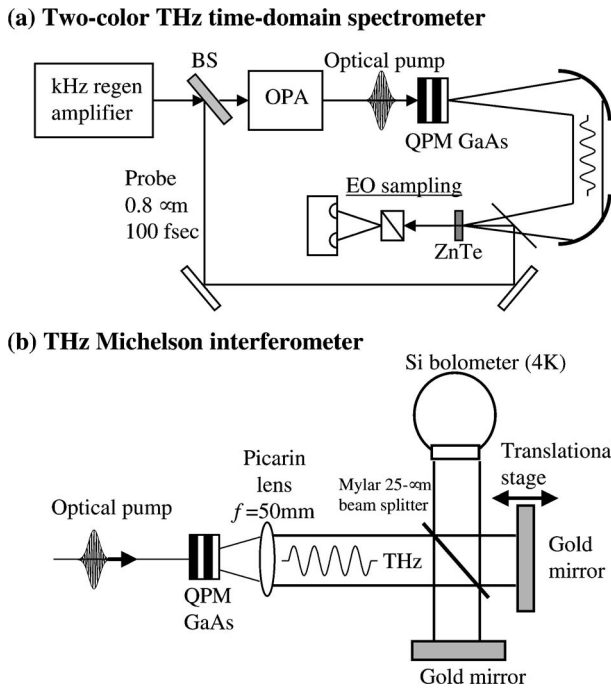 (a) Two-color THz time-domain spectrometer
BS
Optical pump
kHz regen
amplifier
OPA
QPM GaAs
Probe
0.8 ∝m
100 fsec
EO sampling
ZnTe
(b) THz Michelson interferometer
Si bolometer (4K)
Picarin
lens
f=50mm
Mylar 25-∝m
beam splitter
Translationa
stage
Optical pump
THz
Gold
mirror
QPM
GaAs
Gold mirror